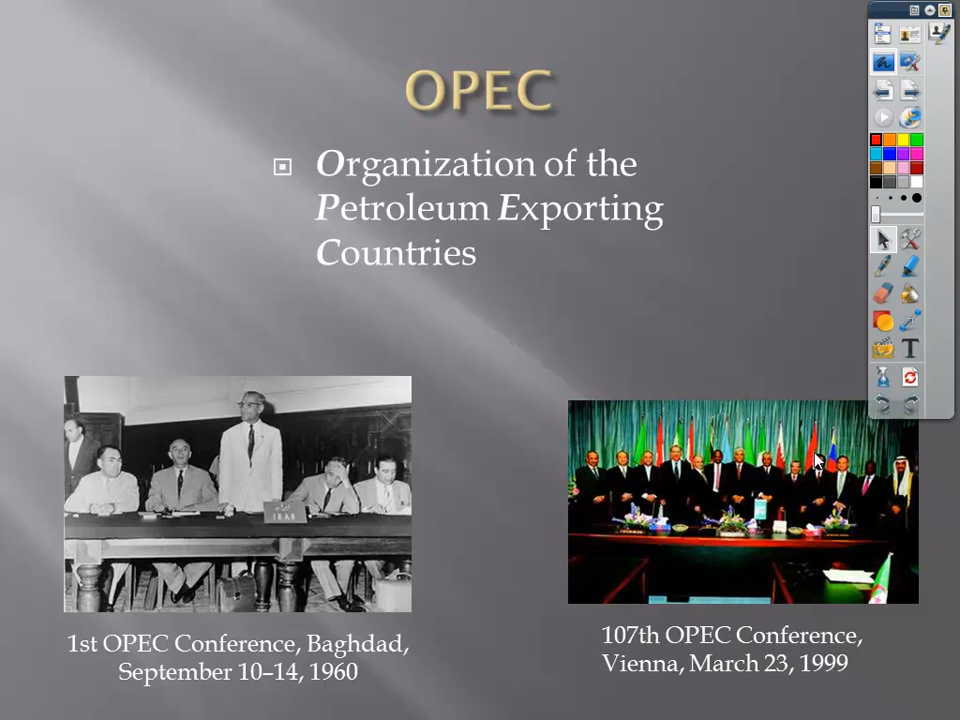 OPEC
Organization of the
Petroleum Exporting
Countries
IRAN
1st OPEC Conference, Baghdad,
September 10–14, 1960
107th OPEC Conference,
Vienna, March 23, 1999
T